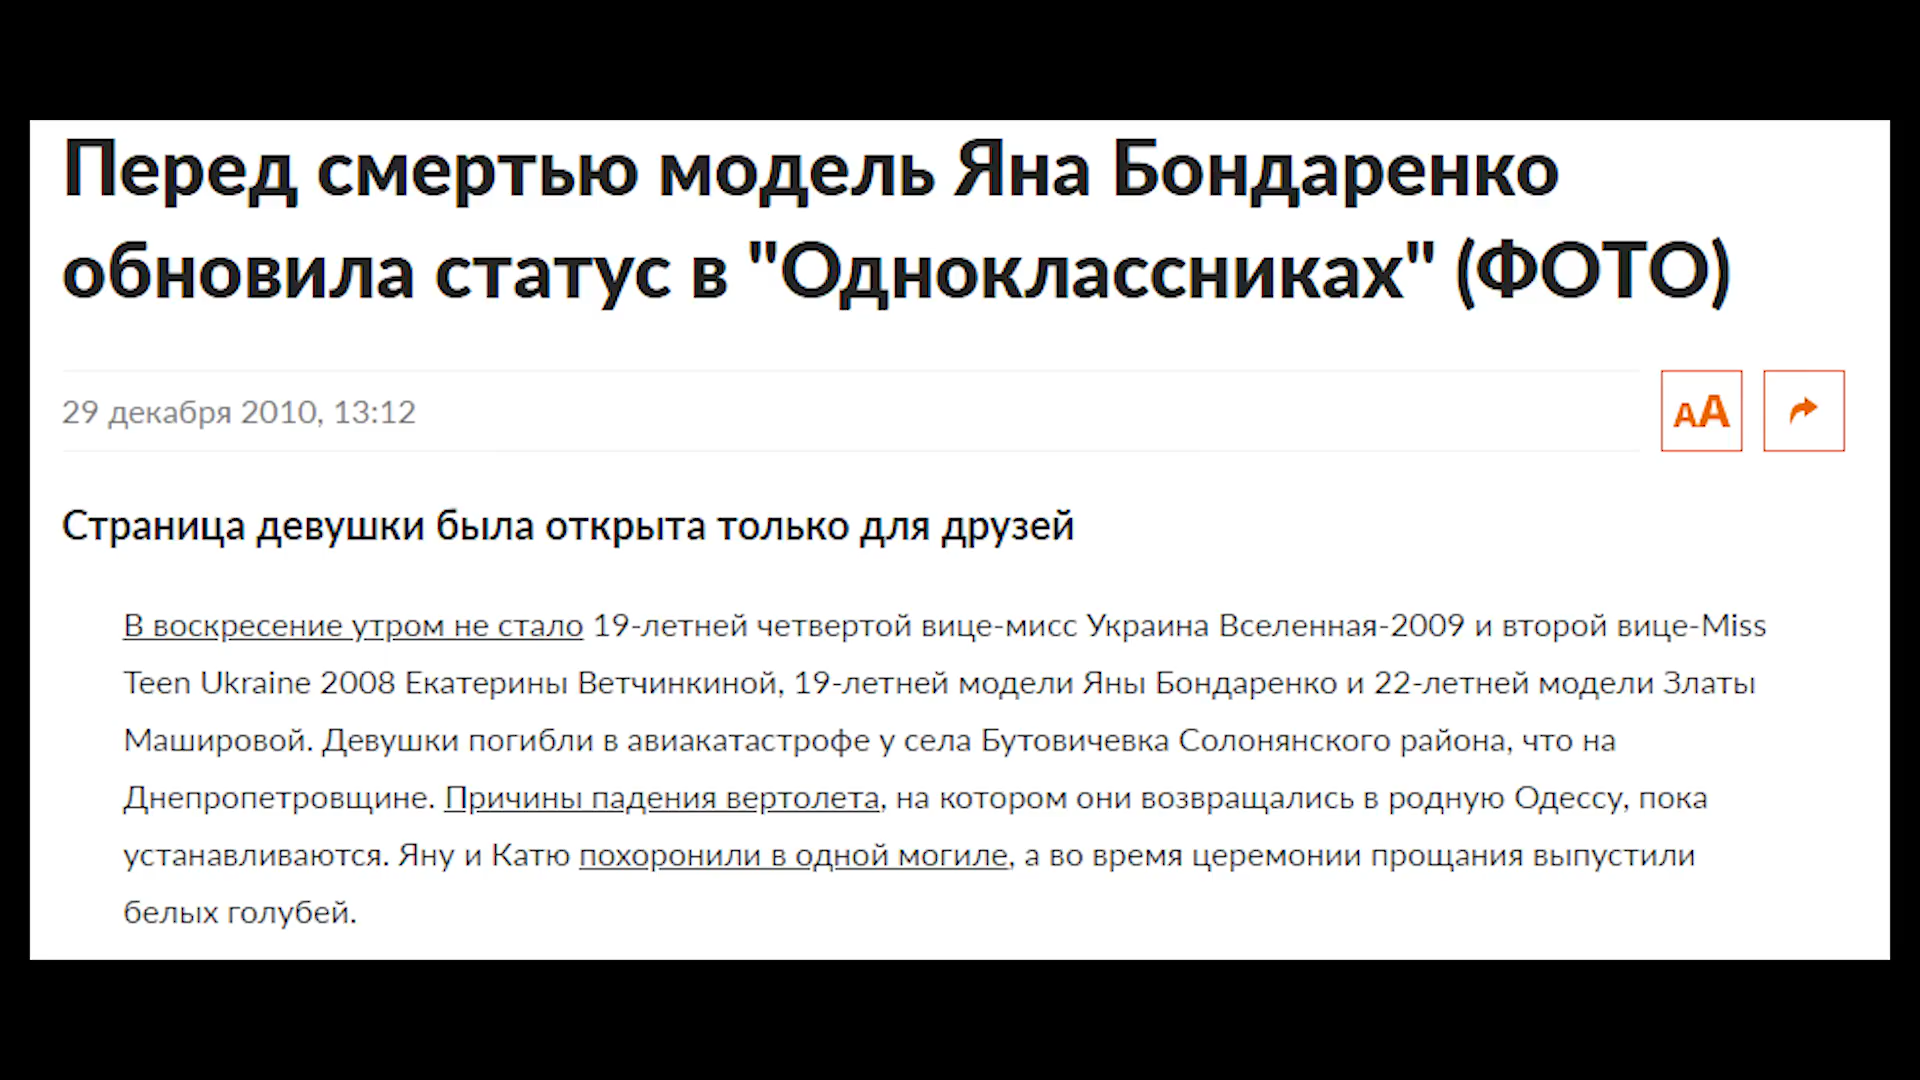 Перед смертью модель Яна Бондаренко
обновила статус в "Одноклассниках" (ФОТО)
29 декабря 2010, 13:12
AA
Страница девушки была открыта только для друзей
В воскресение утром не стало 19-летней четвертой вице-мисс Украина Вселенная-2009 и второй вице-Miss
Teen Ukraine 2008 Екатерины Ветчинкиной, 19-летней модели Яны Бондаренко и 22-летней модели Златы
Машировой. Девушки погибли в авиакатастрофе у села Бутовичевка Солонянского района, что на
Днепропетровщине. Причины падения вертолета, на котором они возвращались в родную Одессу, пока
устанавливаются. Яну и Катю похоронили в одной могиле, а во время церемонии прощания выпустили
белых голубей.